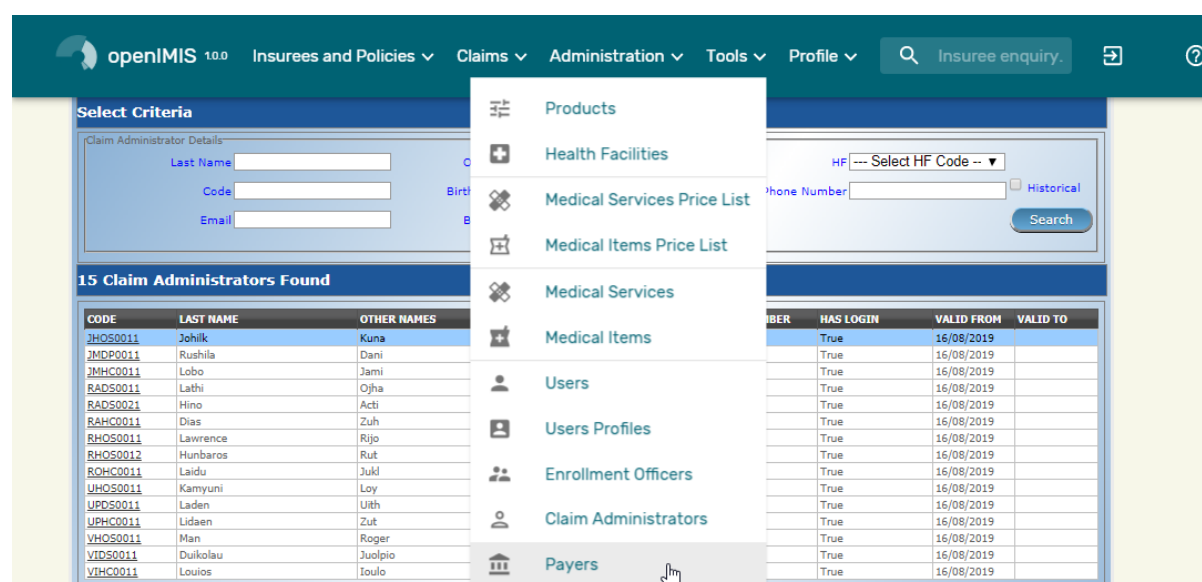 openIMIS 1.0.0 Insurees and Policies Claims Administration Tools Profile Insuree enquiry.
Select Criteria
Claim Administrator Details
Last Name HF --- Select HF Code --
Code Phone Number Historical
Email Search
Products
Health Facilities
Medical Services Price List
Medical Items Price List
Medical Services
Medical Items
Users
Users Profiles
Enrollment Officers
Claim Administrators
Payers
15 Claim Administrators Found
CODE LAST NAME OTHER NAMES HAS LOGIN VALID FROM VALID TO
JHOS0011 Johilk Kuna True 16/08/2019
JMDP0011 Rushila Dani True 16/08/2019
JMHC0011 Lobo Jami True 16/08/2019
RADS0011 Lathi Ojha True 16/08/2019
RADS0021 Hino Acti True 16/08/2019
RAHC0011 Dias Zuh True 16/08/2019
RHOS0011 Lawrence Rijo True 16/08/2019
RHOS0012 Hunbaros Rut True 16/08/2019
ROHC0011 Laidu Jukl True 16/08/2019
UHOS0011 Kamyuni Loy True 16/08/2019
UPDS0011 Laden Uith True 16/08/2019
UPHC0011 Lidaen Zut True 16/08/2019
VHOS0011 Man Roger True 16/08/2019
VIDS0011 Duikolau Juolpio True 16/08/2019
VIHC0011 Louios Ioulo True 16/08/2019